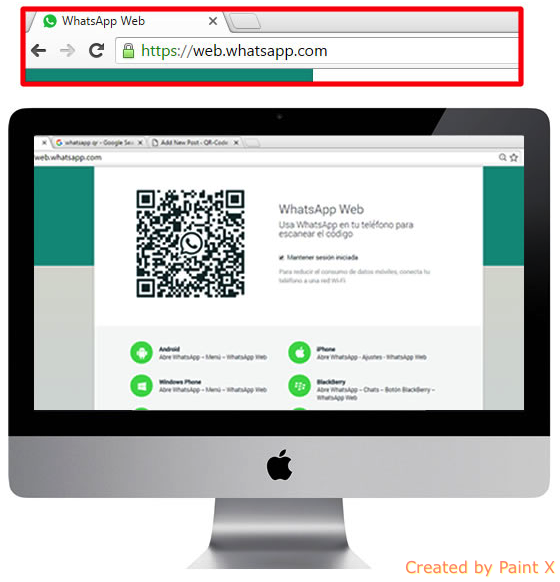 WhatsApp Web
https://web.whatsapp.com
whatsapp qr - Google Sea
Add New Post - QR-Code
web.whatsapp.com
WhatsApp Web
Usa WhatsApp en tu teléfono para
escanear el código
Mantener sesión iniciada
Para reducir el consumo de datos móviles, conecta tu
teléfono a una red Wi-Fi
Android
Abre WhatsApp – Menú – WhatsApp Web
iPhone
Abre WhatsApp - Ajustes - WhatsApp Web
Windows Phone
Abre WhatsApp – Menú – WhatsApp Web
BlackBerry
Abre WhatsApp – Chats – Botón BlackBerry –
WhatsApp Web
Created by Paint X